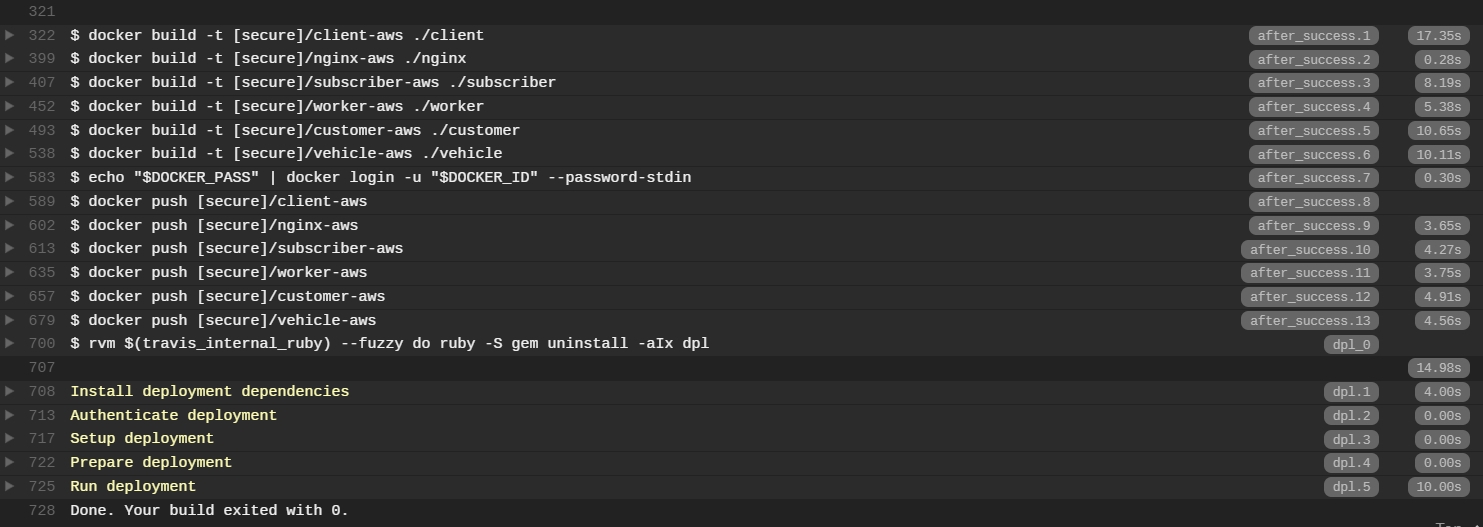 321
322 $ docker build -t [secure]/client-aws ./client after_success.1 17.35s
399 $ docker build -t [secure]/nginx-aws ./nginx after_success.2 0.28s
407 $ docker build -t [secure]/subscriber-aws ./subscriber after_success.3 8.19s
452 $ docker build -t [secure]/worker-aws ./worker after_success.4 5.38s
493 $ docker build -t [secure]/customer-aws ./customer after_success.5 10.65s
538 $ docker build -t [secure]/vehicle-aws ./vehicle after_success.6 10.11s
583 $ echo "$DOCKER_PASS" | docker login -u "$DOCKER_ID" --password-stdin after_success.7 0.30s
589 $ docker push [secure]/client-aws after_success.8
602 $ docker push [secure]/nginx-aws after_success.9 3.65s
613 $ docker push [secure]/subscriber-aws after_success.10 4.27s
635 $ docker push [secure]/worker-aws after_success.11 3.75s
657 $ docker push [secure]/customer-aws after_success.12 4.91s
679 $ docker push [secure]/vehicle-aws after_success.13 4.56s
700 $ rvm $(travis_internal_ruby) --fuzzy do ruby -S gem uninstall -aIx dpl dpl_0
707 14.98s
708 Install deployment dependencies dpl.1 4.00s
713 Authenticate deployment dpl.2 0.00s
717 Setup deployment dpl.3 0.00s
722 Prepare deployment dpl.4 0.00s
725 Run deployment dpl.5 10.00s
728 Done. Your build exited with 0.